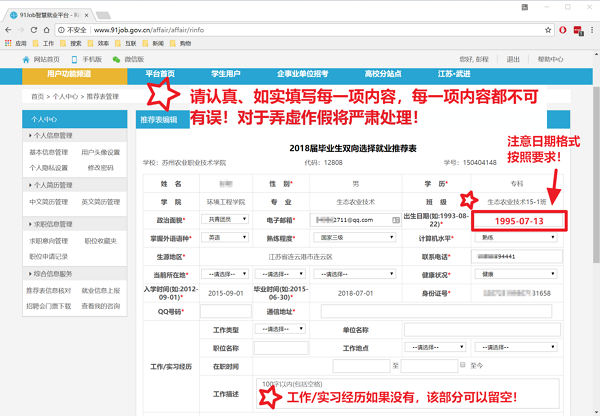 91Job智慧就业平台 - 
不安全 www.91job.gov.cn/affair/affair/rinfo
应用 工作 搜索 效率 互联 新闻 购物
网站首页 手机版 微信版 您好, 彭程 退出 帮助中心
用户功能频道 平台首页 学生用户 企事业单位招考 高校分站点 江苏·武进
首页 > 个人中心 > 推荐表管理
请认真、如实填写每一项内容，每一项内容都不可
有误！对于弄虚作假将严肃处理！
个人中心
推荐表编辑
个人信息管理
基本信息管理 用户头像设置
个人隐私设置 修改密码
个人简历管理
中文简历管理 英文简历管理
求职信息管理
求职意向管理 职位收藏夹
职位申请记录
综合信息服务
推荐表信息核对 就业信息上报
招聘会门票下载 查看我的咨询
2018届毕业生双向选择就业推荐表
注意日期格式
按照要求！
学校：苏州农业职业技术学院 代码：12808 学号：150404148
姓 名 性 别* 男 学 历* 专科
学 院 环境工程学院 专 业 生态农业技术 班 级 生态农业技术15-1班
政治面貌* 共青团员 电子邮箱* 2711@qq.com 出生日期(如:1993-08-22)* 1995-07-13
掌握外语语种* 英语 熟练程度* 国家三级 计算机水平* 熟练
生源地区* 江苏省连云港市连云区 联系电话* 94441
当前所在地* --请选择-- --请选择-- --请选择-- 健康状况* 健康
入学时间(如:2012-09-01)* 2015-09-01 毕业时间(如:2015-06-30)* 2018-07-01 身份证号* 31658
QQ号码* 通信地址*
工作/实习经历
工作类型 --请选择-- 单位名称
职位名称 工作地点 --请选择-- --请选择--
在职时间 至 至今
工作描述 100字以内(包括空格)
工作/实习经历如果没有，该部分可以留空！